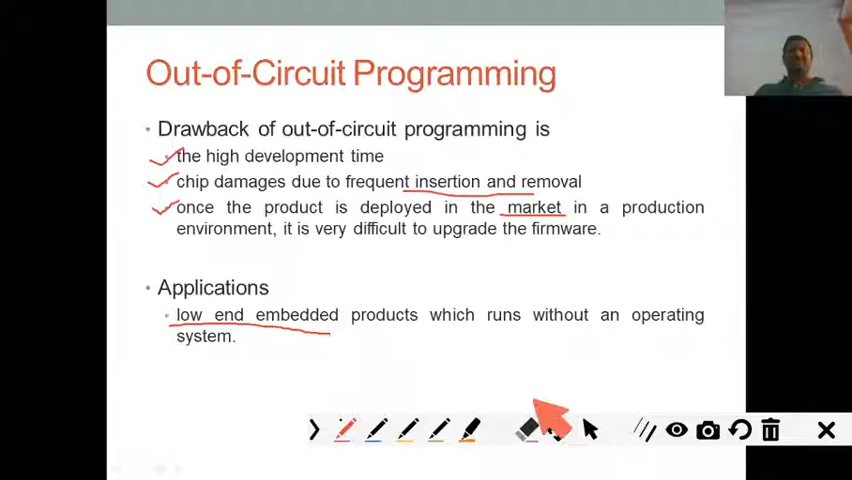 Out-of-Circuit Programming
Drawback of out-of-circuit programming is
the high development time
chip damages due to frequent insertion and removal
once the product is deployed in the market in a production
environment, it is very difficult to upgrade the firmware.
Applications
low end embedded products which runs without an operating
system.